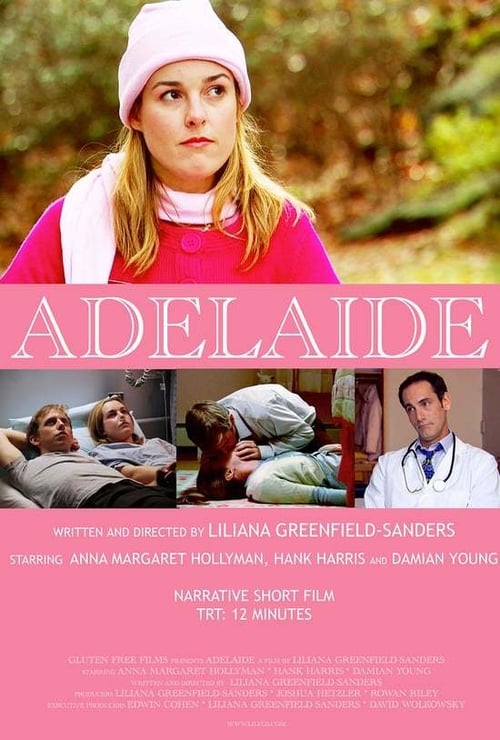 ADELAIDE
WRITTEN AND DIRECTED BY LILIANA GREENFIELD-SANDERS
STARRING ANNA MARGARET HOLLYMAN, HANK HARRIS AND DAMIAN YOUNG
NARRATIVE SHORT FILM
TRT: 12 MINUTES
GLUTEN FREE FILMS PRESENTS ADELAIDE A FILM BY LILIANA GREENFIELD-SANDERS
STARRING ANNA MARGARET HOLLYMAN * HANK HARRIS * DAMIAN YOUNG
WRITTEN AND DIRECTED BY LILIANA GREENFIELD-SANDERS
PRODUCERS LILIANA GREENFIELD-SANDERS * JOSHUA HETZLER * ROWAN RILEY
EXECUTIVE PRODUCERS EDWIN COHEN * LILIANA GREENFIELD-SANDERS * DAVID WOLKOWSKY